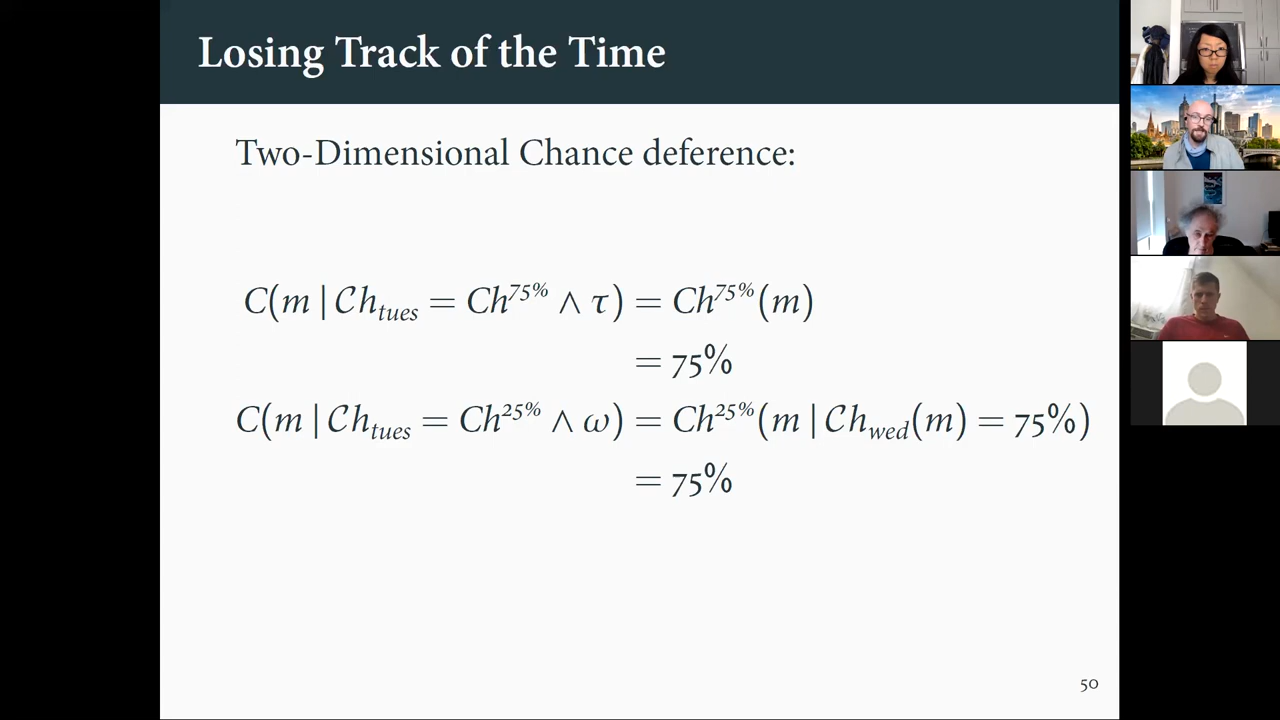 Losing Track of the Time
Two-Dimensional Chance deference:
C(m | Ch_tues = Ch^75% ∧ τ) = Ch^75%(m)
= 75%
C(m | Ch_tues = Ch^25% ∧ ω) = Ch^25%(m | Ch_wed(m) = 75%)
= 75%
50